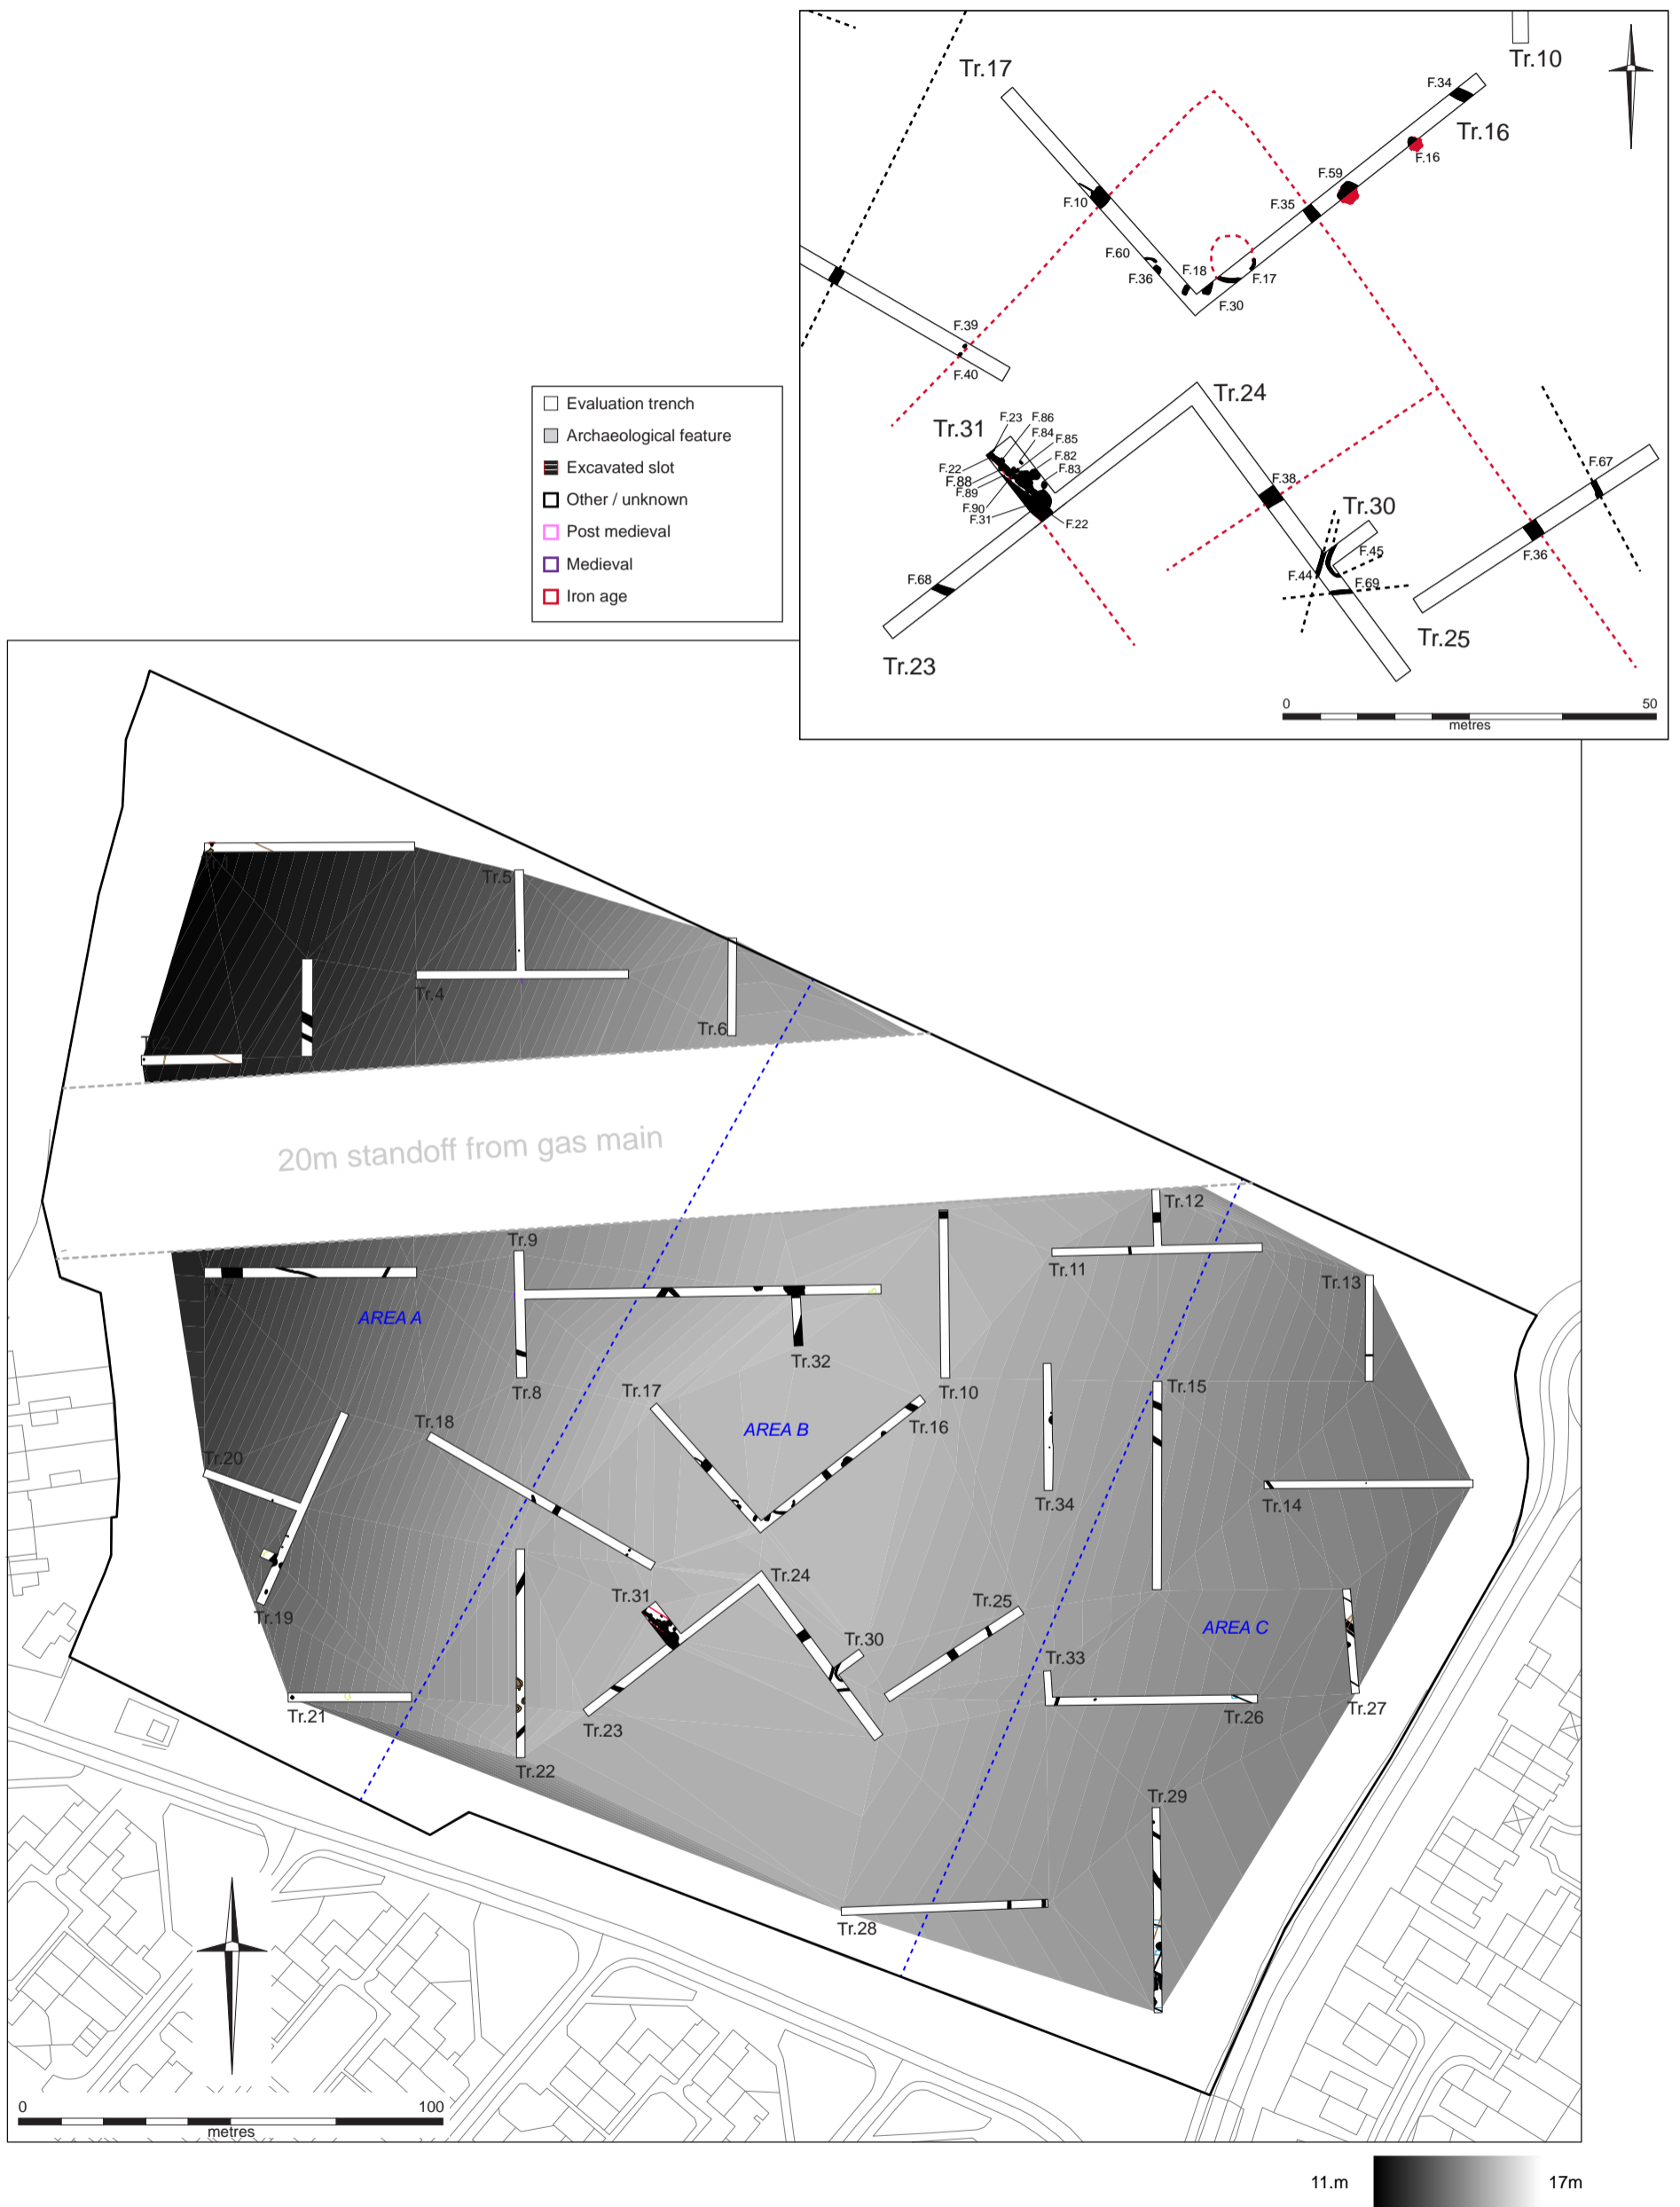 Tr.10
Tr.17
F.34
Tr.16
F.16
F.59
F.35
F.10
F.60
F.36
F.18
F.17
F.30
F.39
F.40
Tr.24
Tr.31
F.23
F.86
F.84
F.85
F.82
F.83
F.22
F.88
F.89
F.90
F.31
F.22
F.38
F.67
Tr.30
F.45
F.36
F.44
F.69
F.68
Tr.25
Tr.23
0 50
metres
Evaluation trench
Archaeological feature
Excavated slot
Other / unknown
Post medieval
Medieval
Iron age
Tr.5
Tr.4
Tr.6
20m standoff from gas main
Tr.12
Tr.9
Tr.11
Tr.13
AREA A
Tr.32
Tr.8
Tr.17
Tr.10
Tr.15
Tr.18
AREA B
Tr.16
Tr.20
Tr.34
Tr.14
Tr.24
Tr.31
Tr.25
Tr.19
AREA C
Tr.30
Tr.33
Tr.21
Tr.23
Tr.26
Tr.27
Tr.22
Tr.29
Tr.28
0 100
metres
11.m 17m